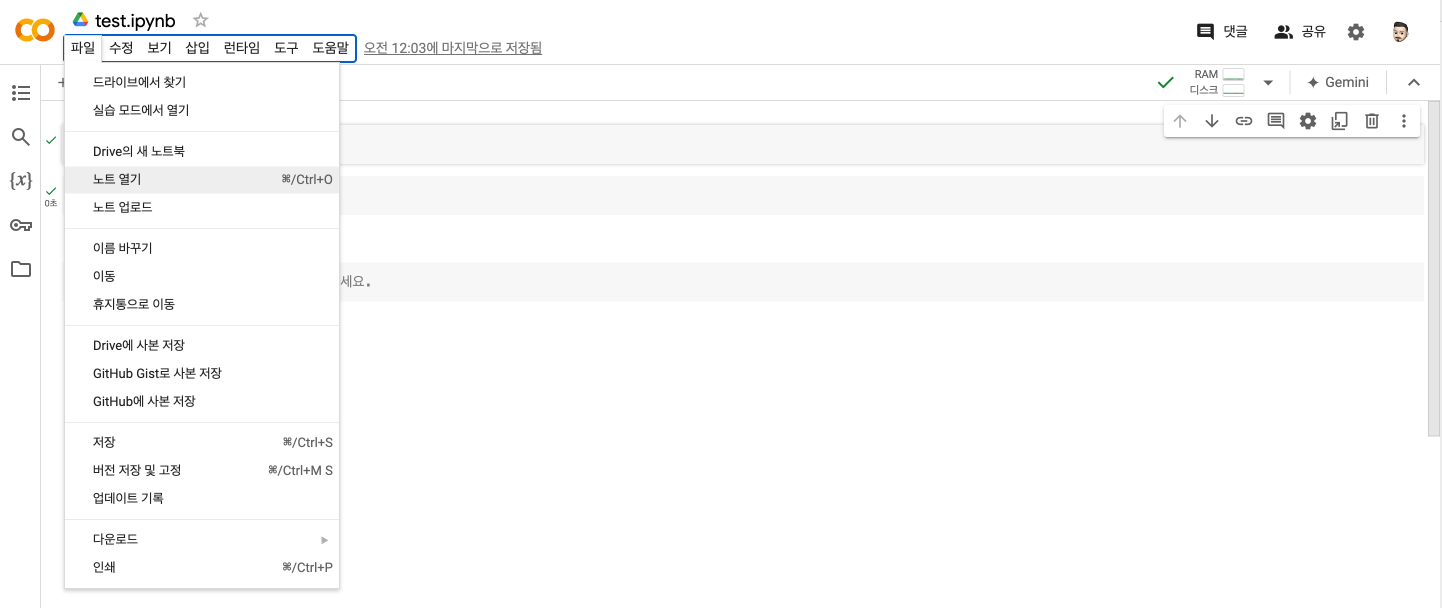 test.ipynb
댓글
공유
파일 수정 보기 삽입 런타임 도구 도움말 오전 12:03에 마지막으로 저장됨
드라이브에서 찾기
실습 모드에서 열기
RAM
디스크
Gemini
Drive의 새 노트북
노트 열기 ⌘/Ctrl+O
노트 업로드
{x}
0초
이름 바꾸기
이동
휴지통으로 이동
세요.
Drive에 사본 저장
GitHub Gist로 사본 저장
GitHub에 사본 저장
저장 ⌘/Ctrl+S
버전 저장 및 고정 ⌘/Ctrl+M S
업데이트 기록
다운로드
인쇄 ⌘/Ctrl+P